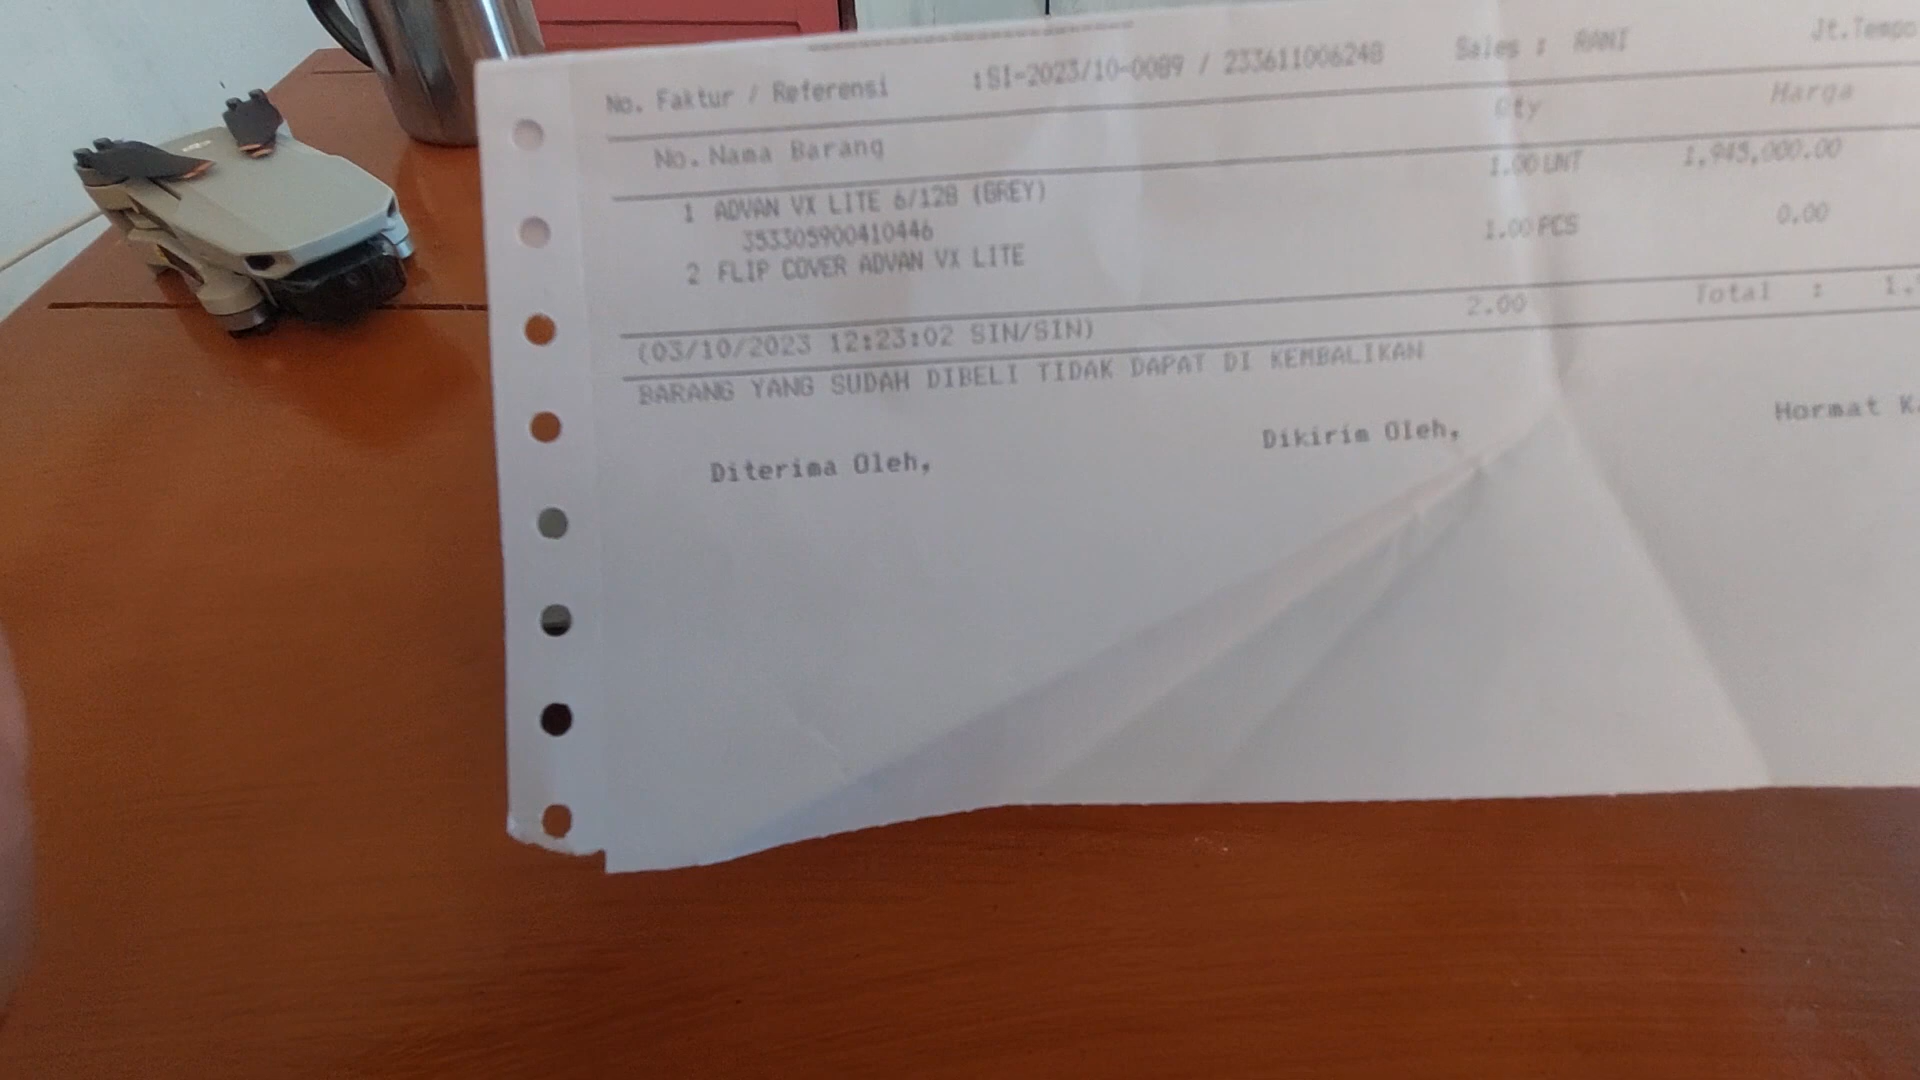 No. Faktur / Referensi :SI-2023/10-0089 / 233611006248 Sales : RANI Jt.Tempo
No. Nama Barang Qty Harga
1 ADVAN VX LITE 6/128 (GREY) 1.00 UNT 1,945,000.00
353305900410446
2 FLIP COVER ADVAN VX LITE 1.00 PCS 0.00
2.00 Total :
(03/10/2023 12:23:02 SIN/SIN)
BARANG YANG SUDAH DIBELI TIDAK DAPAT DI KEMBALIKAN
Diterima Oleh, Dikirim Oleh, Hormat